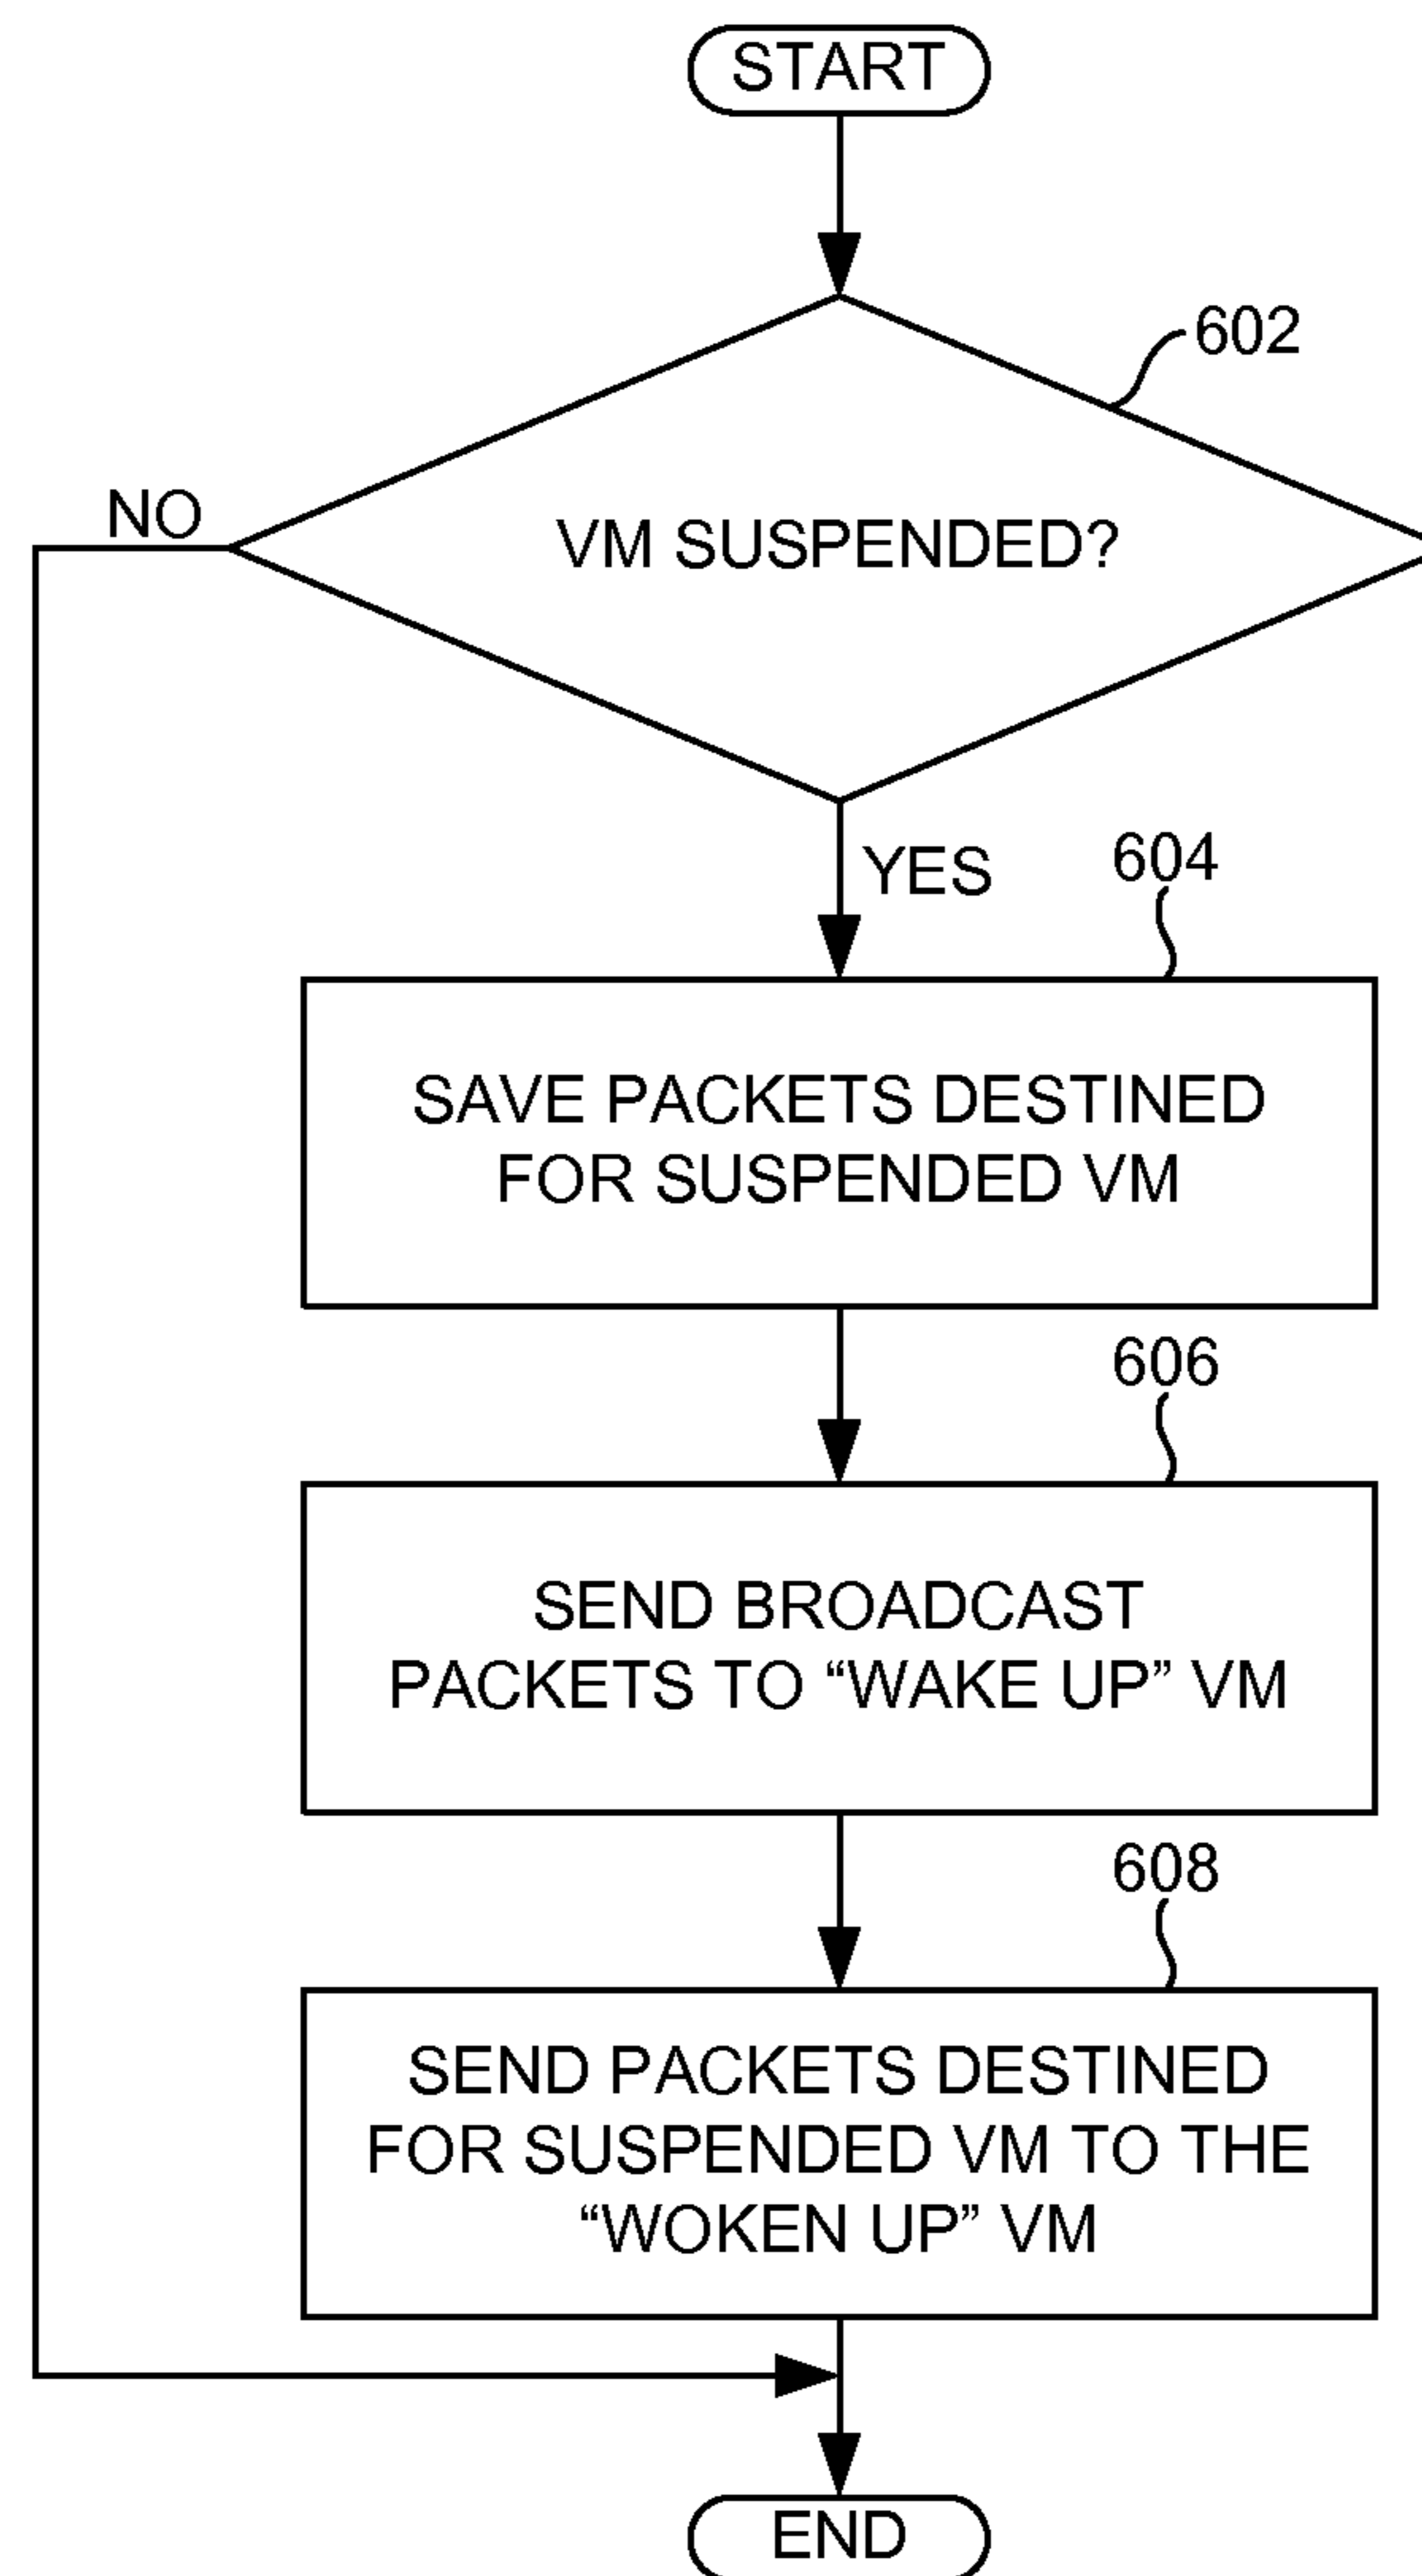 START
602
NO
VM SUSPENDED?
YES
604
SAVE PACKETS DESTINED
FOR SUSPENDED VM
606
SEND BROADCAST
PACKETS TO “WAKE UP” VM
608
SEND PACKETS DESTINED
FOR SUSPENDED VM TO THE
“WOKEN UP” VM
END